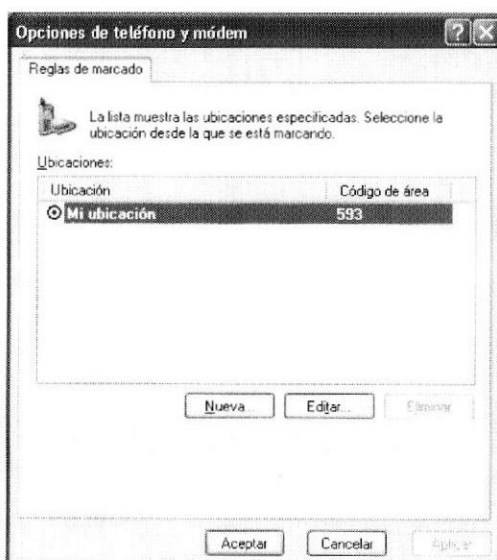 Opciones de teléfono y módem
Reglas de marcado
La lista muestra las ubicaciones especificadas. Seleccione la
ubicación desde la que se está marcando.
Ubicaciones:
Ubicación Código de área
Mi ubicación 593
Nueva... Editar... Eliminar
Aceptar Cancelar Aplicar